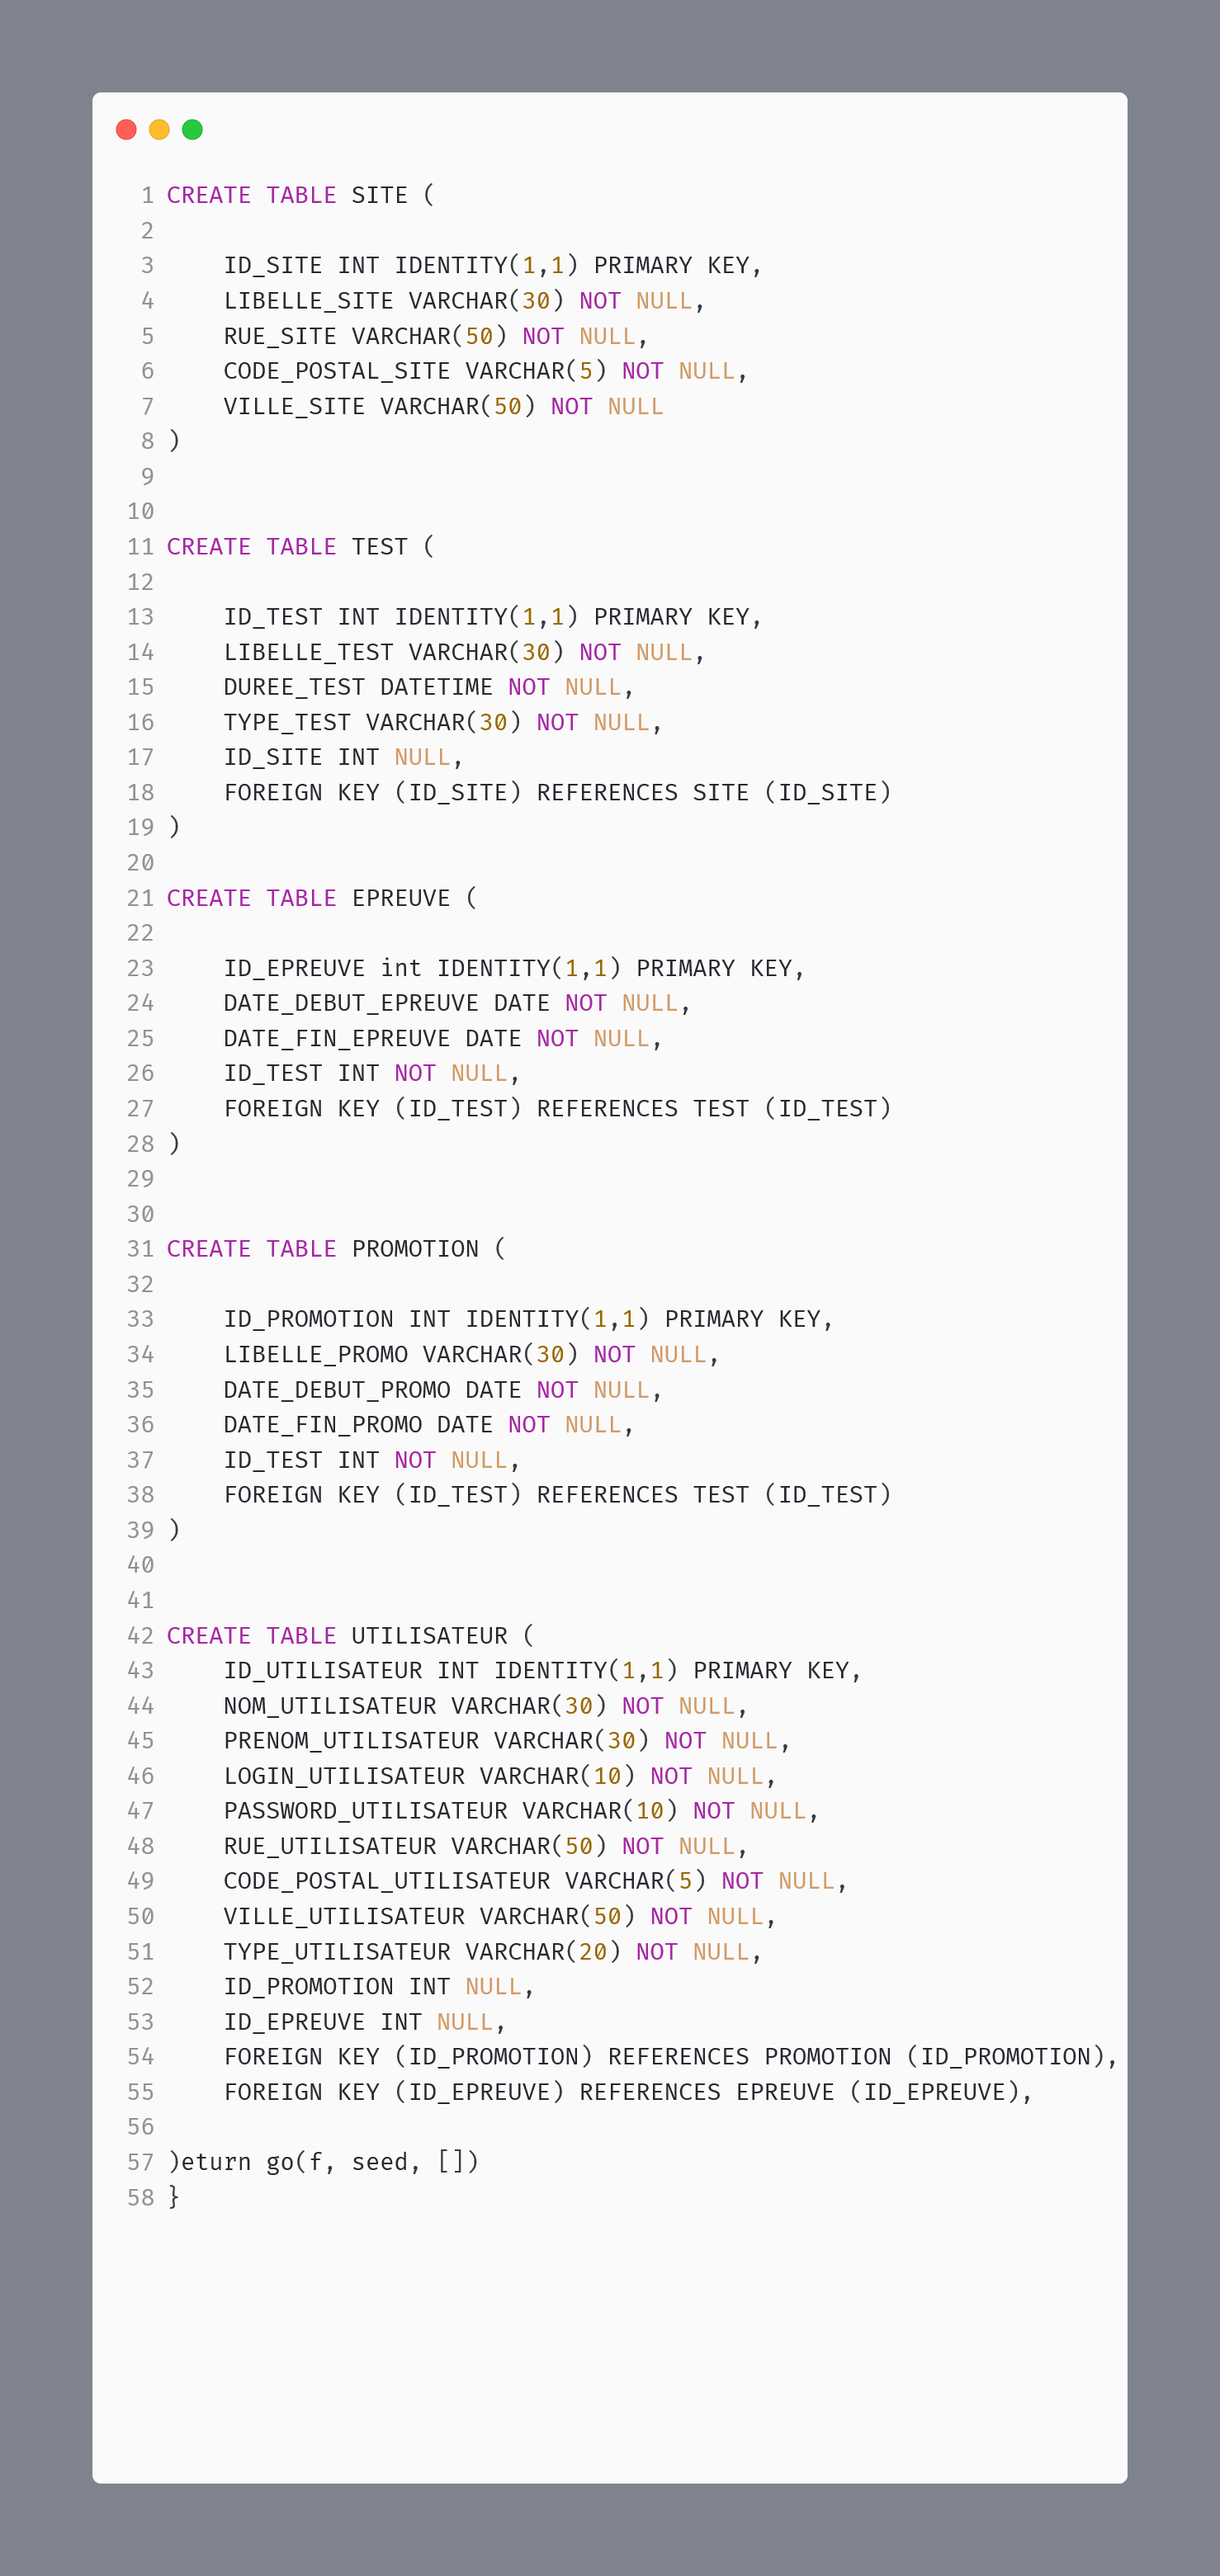 1 CREATE TABLE SITE (
2
3     ID_SITE INT IDENTITY(1,1) PRIMARY KEY,
4     LIBELLE_SITE VARCHAR(30) NOT NULL,
5     RUE_SITE VARCHAR(50) NOT NULL,
6     CODE_POSTAL_SITE VARCHAR(5) NOT NULL,
7     VILLE_SITE VARCHAR(50) NOT NULL
8 )
9
10
11 CREATE TABLE TEST (
12
13     ID_TEST INT IDENTITY(1,1) PRIMARY KEY,
14     LIBELLE_TEST VARCHAR(30) NOT NULL,
15     DUREE_TEST DATETIME NOT NULL,
16     TYPE_TEST VARCHAR(30) NOT NULL,
17     ID_SITE INT NULL,
18     FOREIGN KEY (ID_SITE) REFERENCES SITE (ID_SITE)
19 )
20
21 CREATE TABLE EPREUVE (
22
23     ID_EPREUVE int IDENTITY(1,1) PRIMARY KEY,
24     DATE_DEBUT_EPREUVE DATE NOT NULL,
25     DATE_FIN_EPREUVE DATE NOT NULL,
26     ID_TEST INT NOT NULL,
27     FOREIGN KEY (ID_TEST) REFERENCES TEST (ID_TEST)
28 )
29
30
31 CREATE TABLE PROMOTION (
32
33     ID_PROMOTION INT IDENTITY(1,1) PRIMARY KEY,
34     LIBELLE_PROMO VARCHAR(30) NOT NULL,
35     DATE_DEBUT_PROMO DATE NOT NULL,
36     DATE_FIN_PROMO DATE NOT NULL,
37     ID_TEST INT NOT NULL,
38     FOREIGN KEY (ID_TEST) REFERENCES TEST (ID_TEST)
39 )
40
41
42 CREATE TABLE UTILISATEUR (
43     ID_UTILISATEUR INT IDENTITY(1,1) PRIMARY KEY,
44     NOM_UTILISATEUR VARCHAR(30) NOT NULL,
45     PRENOM_UTILISATEUR VARCHAR(30) NOT NULL,
46     LOGIN_UTILISATEUR VARCHAR(10) NOT NULL,
47     PASSWORD_UTILISATEUR VARCHAR(10) NOT NULL,
48     RUE_UTILISATEUR VARCHAR(50) NOT NULL,
49     CODE_POSTAL_UTILISATEUR VARCHAR(5) NOT NULL,
50     VILLE_UTILISATEUR VARCHAR(50) NOT NULL,
51     TYPE_UTILISATEUR VARCHAR(20) NOT NULL,
52     ID_PROMOTION INT NULL,
53     ID_EPREUVE INT NULL,
54     FOREIGN KEY (ID_PROMOTION) REFERENCES PROMOTION (ID_PROMOTION),
55     FOREIGN KEY (ID_EPREUVE) REFERENCES EPREUVE (ID_EPREUVE),
56
57 )eturn go(f, seed, [])
58 }